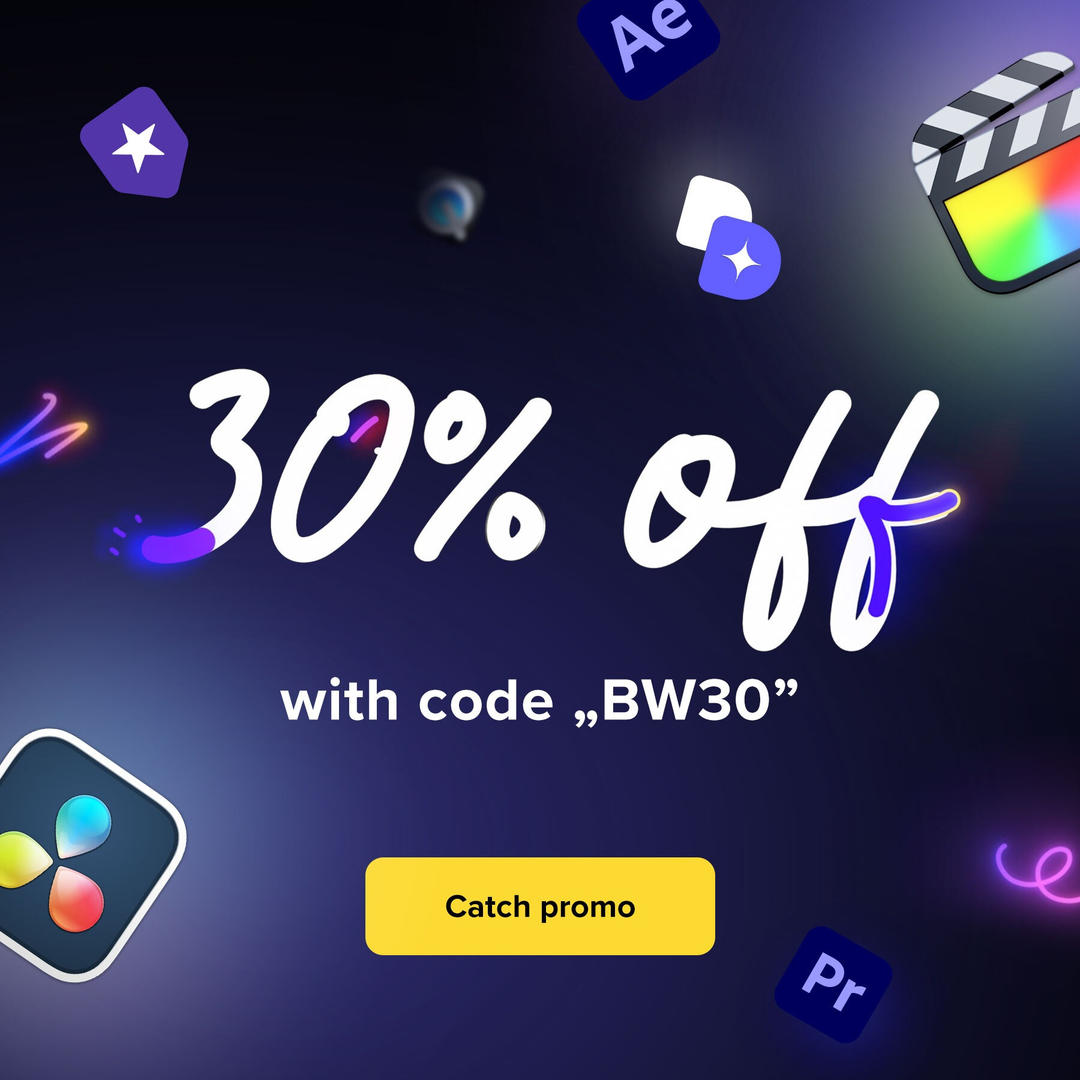 Ae
30% off
with code „BW30”
Catch promo
Pr